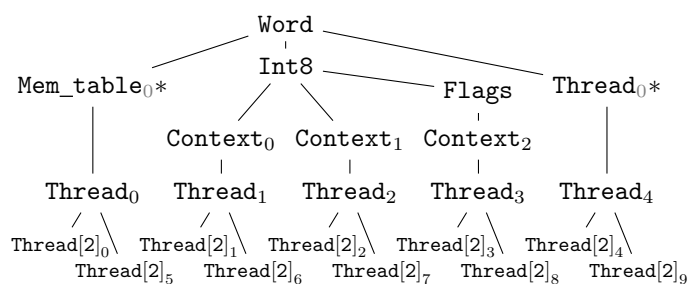 Word
Int8
Mem_table₀* Flags Thread₀*
Context₀ Context₁ Context₂
Thread₀ Thread₁ Thread₂ Thread₃ Thread₄
Thread[2]₀ Thread[2]₁ Thread[2]₂ Thread[2]₃ Thread[2]₄
Thread[2]₅ Thread[2]₆ Thread[2]₇ Thread[2]₈ Thread[2]₉